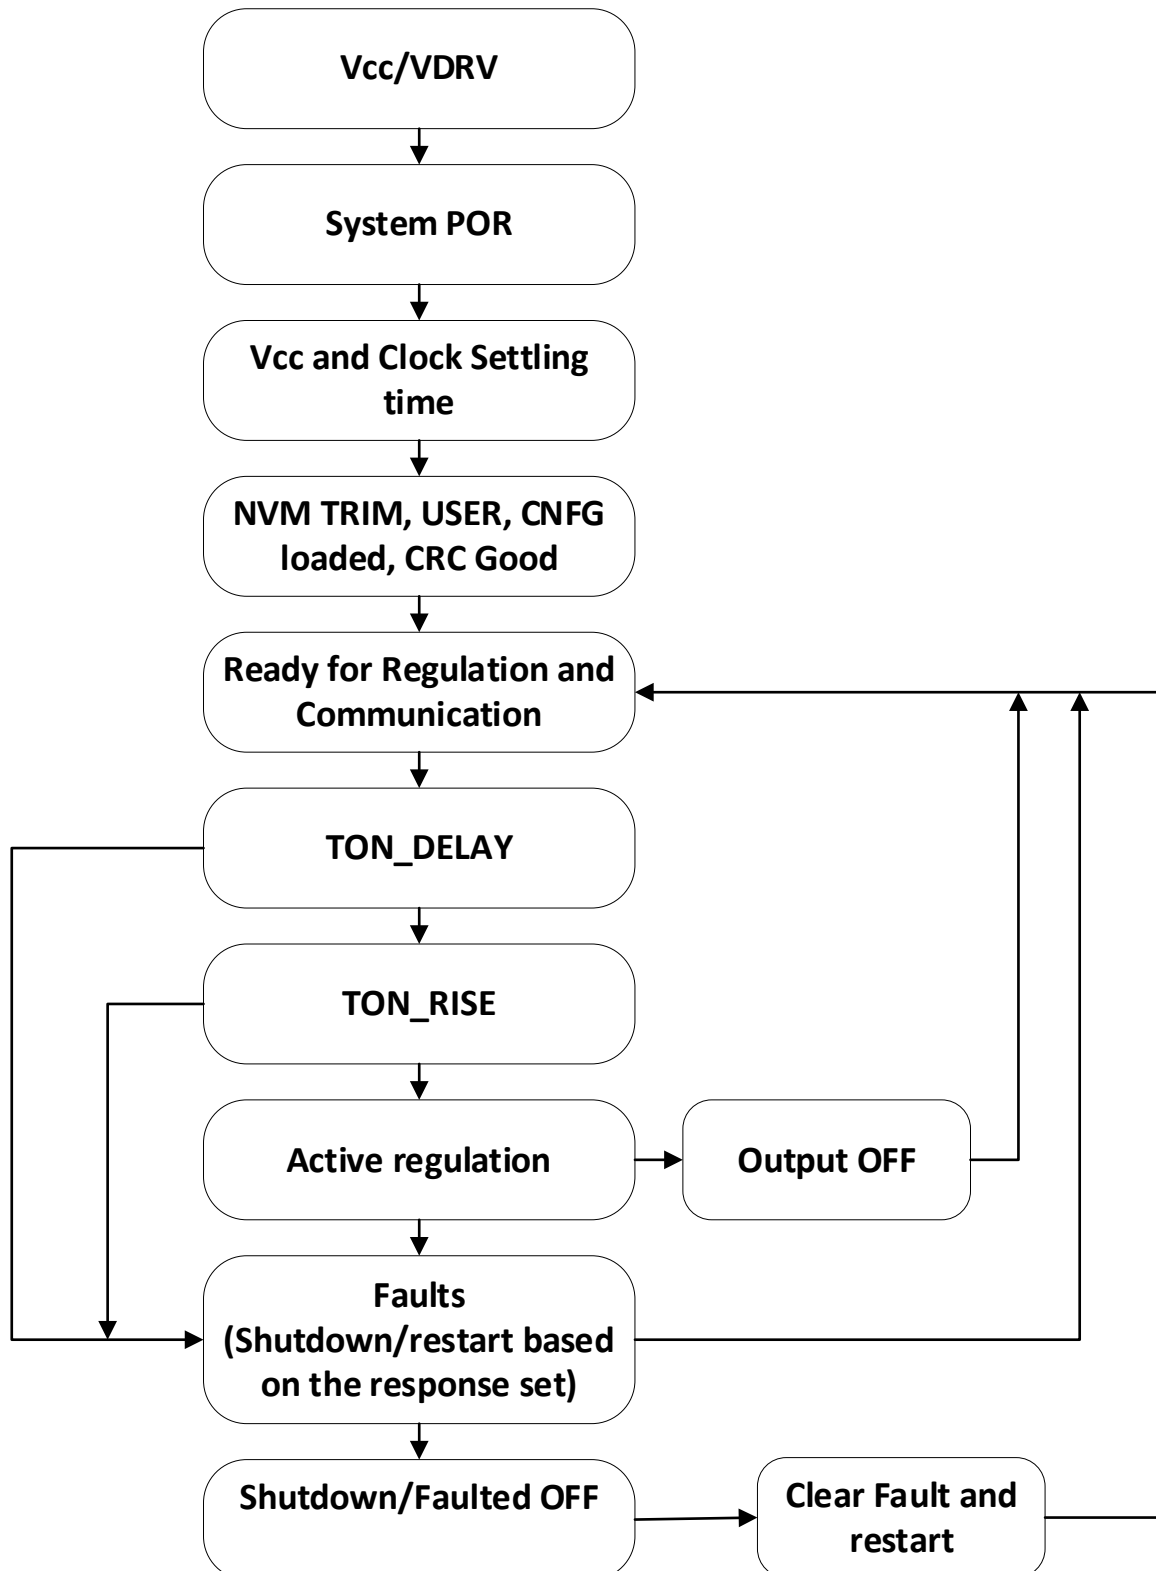 Vcc/VDRV
System POR
Vcc and Clock Settling
time
NVM TRIM, USER, CNFG
loaded, CRC Good
Ready for Regulation and
Communication
TON_DELAY
TON_RISE
Active regulation
Output OFF
Faults
(Shutdown/restart based
on the response set)
Shutdown/Faulted OFF
Clear Fault and
restart